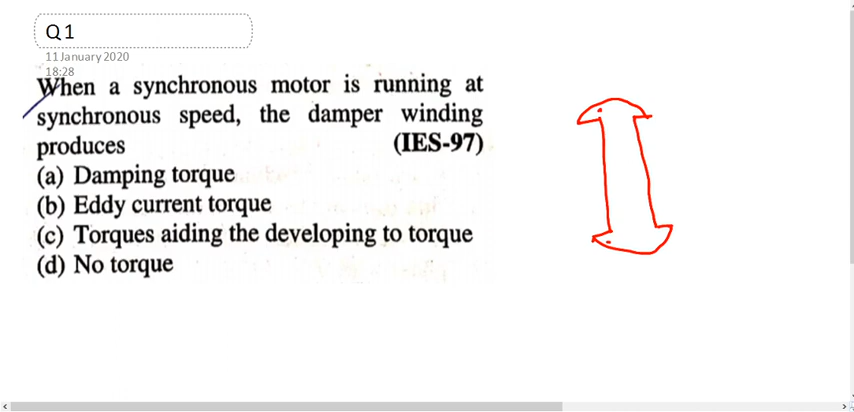 Q1
11 January 2020
18:28
When a synchronous motor is running at
synchronous speed, the damper winding
produces (IES-97)
(a) Damping torque
(b) Eddy current torque
(c) Torques aiding the developing to torque
(d) No torque